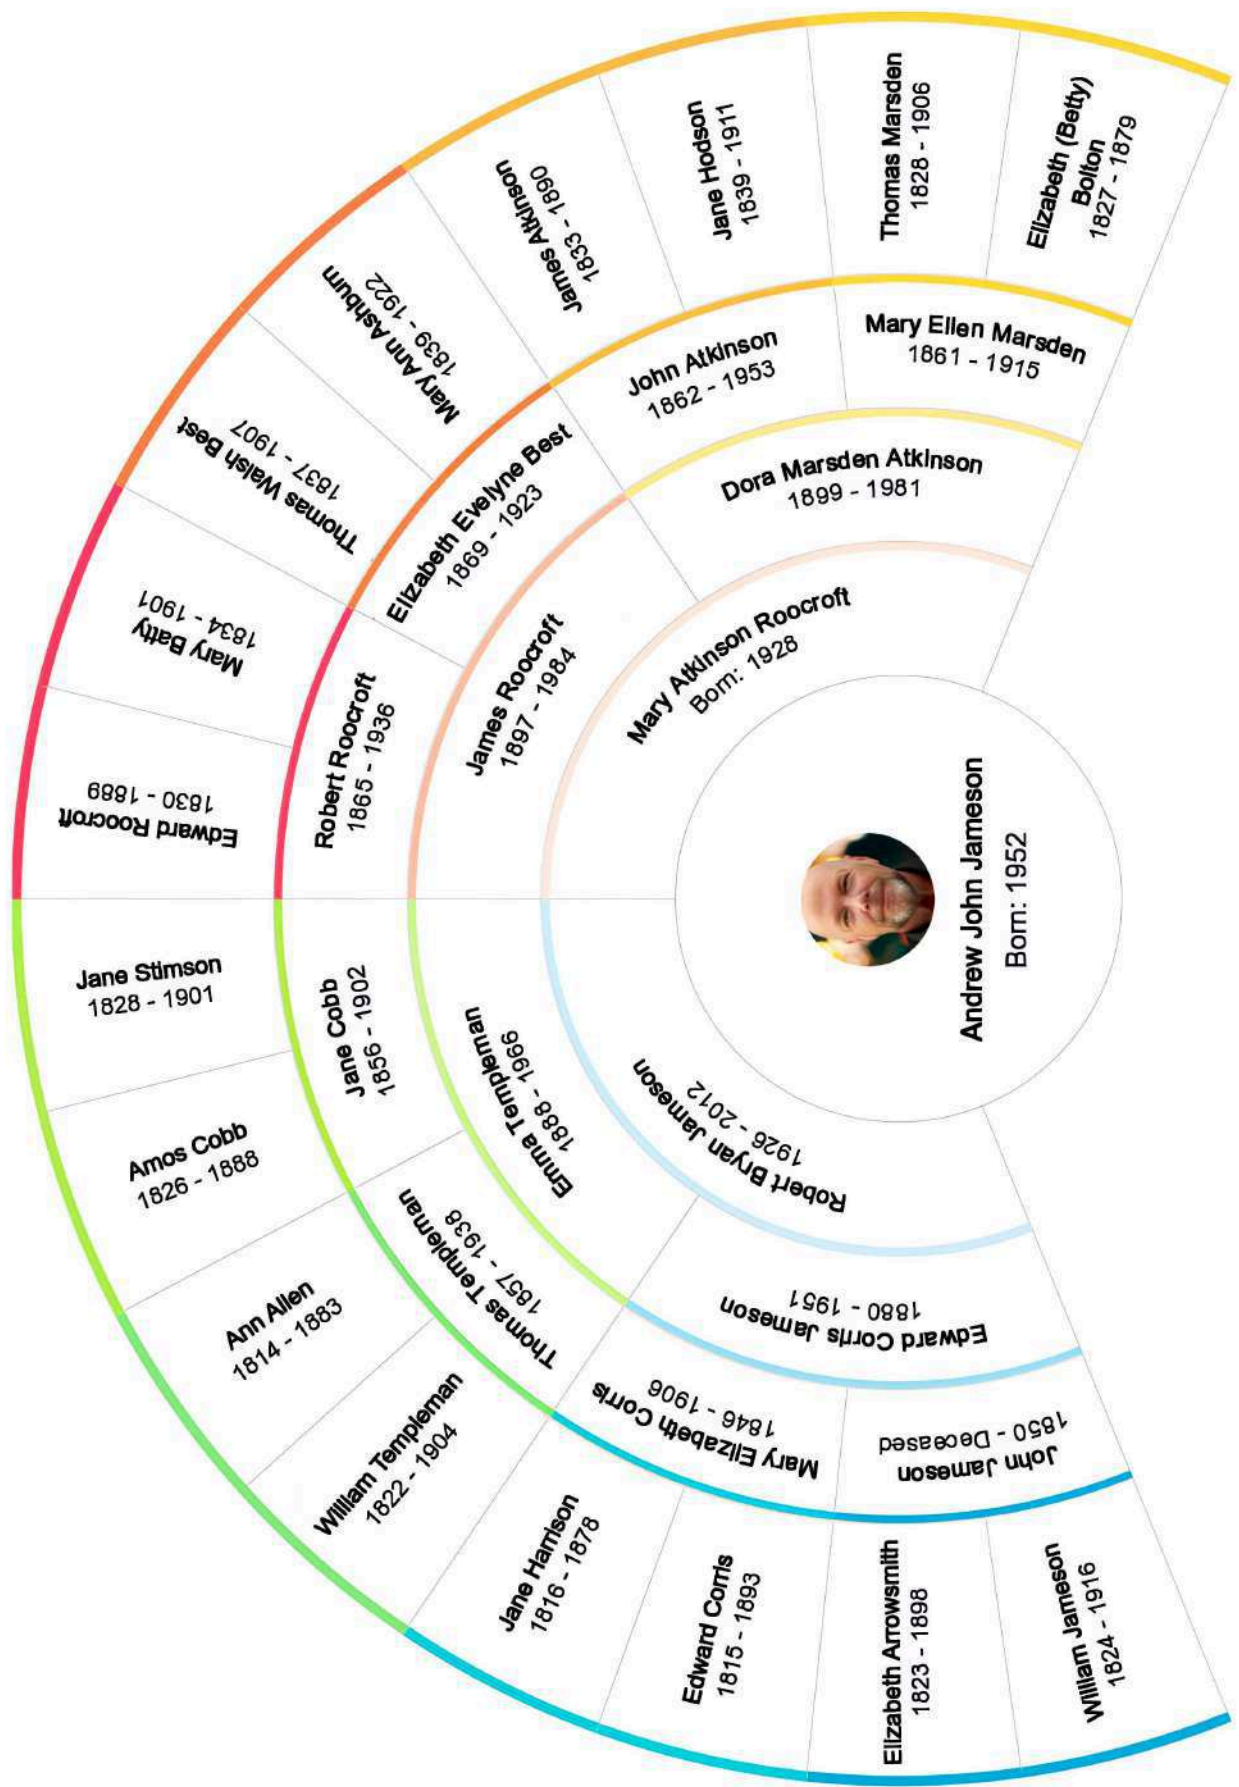 Andrew John Jameson
Born: 1952
Robert Bryan Jameson
1926 - 2012
Mary Atkinson Roocroft
Born: 1928
Edward Corris Jameson
1880 - 1951
Emma Templeman
1888 - 1966
James Roocroft
1897 - 1984
Dora Marsden Atkinson
1899 - 1981
John Jameson
1850 - Deceased
Mary Elizabeth Corris
1846 - 1906
Thomas Templeman
1857 - 1938
Jane Cobb
1856 - 1902
Robert Roocroft
1865 - 1936
Elizabeth Evelyne Best
1869 - 1923
John Atkinson
1862 - 1953
Mary Ellen Marsden
1861 - 1915
William Jameson
1824 - 1916
Elizabeth Arrowsmith
1823 - 1898
Edward Corris
1815 - 1893
Jane Harrison
1816 - 1878
William Templeman
1822 - 1904
Ann Allen
1814 - 1883
Amos Cobb
1826 - 1888
Jane Stimson
1828 - 1901
Edward Roocroft
1830 - 1889
Mary Batty
1834 - 1901
Thomas Walsh Best
1837 - 1907
Mary Ann Ashburn
1839 - 1922
James Atkinson
1833 - 1890
Jane Hodson
1839 - 1911
Thomas Marsden
1828 - 1906
Elizabeth (Betty)
Bolton
1827 - 1879